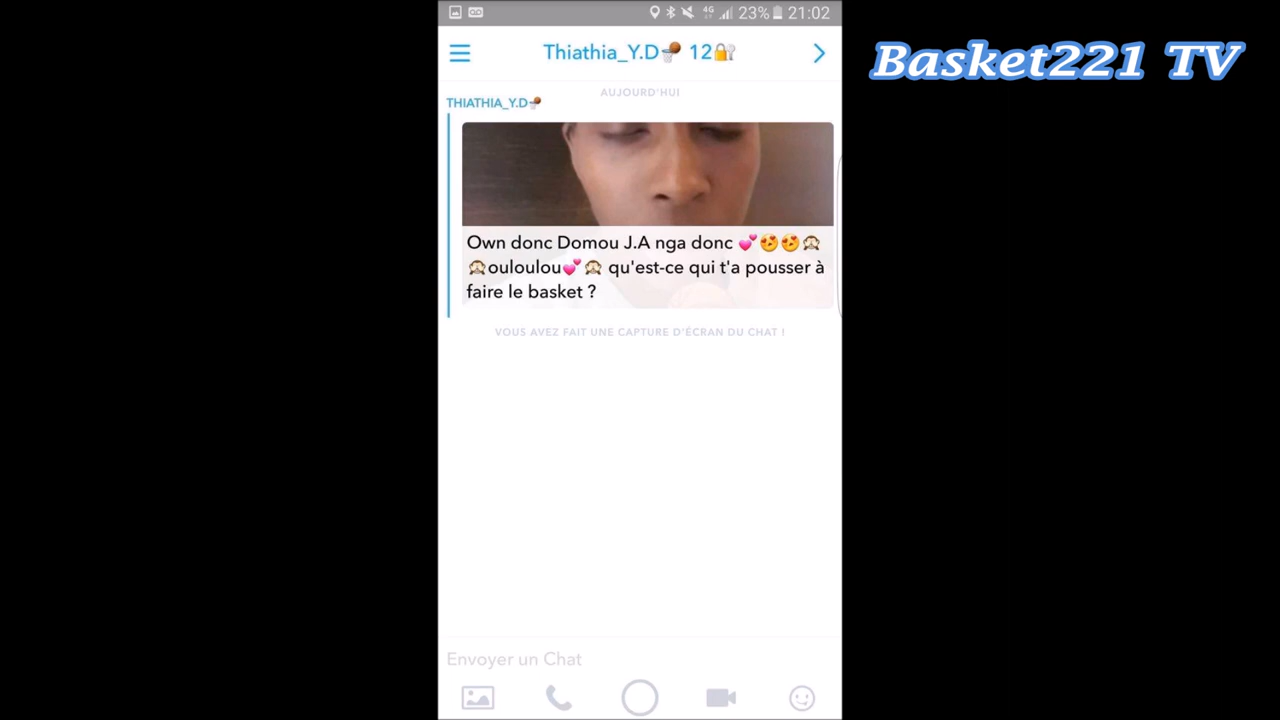 4G 23% 21:02
Basket221 TV
Thiathia_Y.D🏀 12🔐
AUJOURD'HUI
THIATHIA_Y.D🏀
Own donc Domou J.A nga donc 💕😍😍🙈
🙈ouloulou💕🙈 qu'est-ce qui t'a pousser à
faire le basket ?
VOUS AVEZ FAIT UNE CAPTURE D'ÉCRAN DU CHAT !
Envoyer un Chat